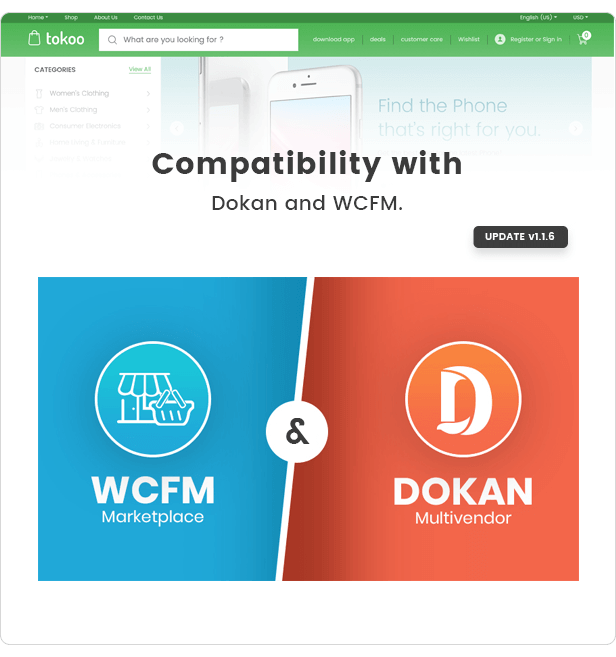 Home
Shop
About Us
Contact Us
English (US)
USD
tokoo
What are you looking for ?
download app
deals
customer care
Wishlist
Register or Sign in
0
CATEGORIES
View All
Women's Clothing
Men's Clothing
Consumer Electronics
Find the Phone
that's right for you.
Compatibility with
Dokan and WCFM.
UPDATE v1.1.6
&
WCFM
Marketplace
DOKAN
Multivendor